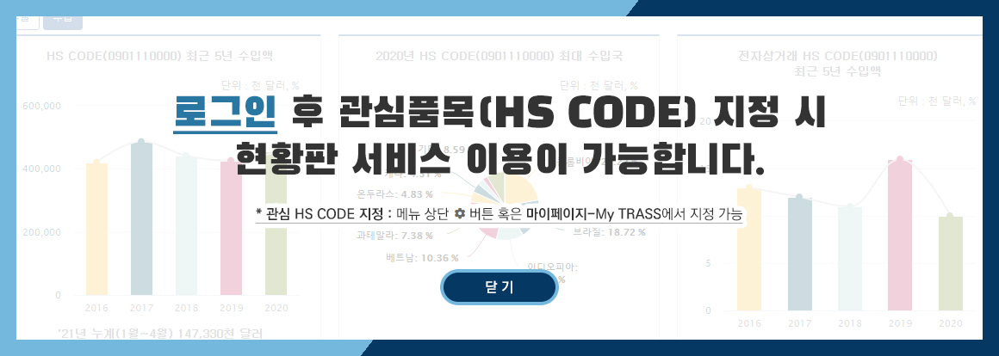 수입
HS CODE(0901110000) 최근 5년 수입액
단위 : 천 달러, %
600,000
400,000
200,000
0
2016 2017 2018 2019 2020
'21년 누계(1월~4월) 147,330천 달러
2020년 HS CODE(0901110000) 최대 수입국
단위 : 천 달러, %
전자상거래 HS CODE(0901110000)
최근 5년 수입액
단위 : 천 달러, %
로그인 후 관심품목(HS CODE) 지정 시
현황판 서비스 이용이 가능합니다.
* 관심 HS CODE 지정 : 메뉴 상단 버튼 혹은 마이페이지-My TRASS에서 지정 가능
온두라스: 4.83 %
과테말라: 7.38 %
베트남: 10.36 %
브라질: 18.72 %
이디오피아:
%
20
5
0
2016 2017 2018 2019 2020
닫기